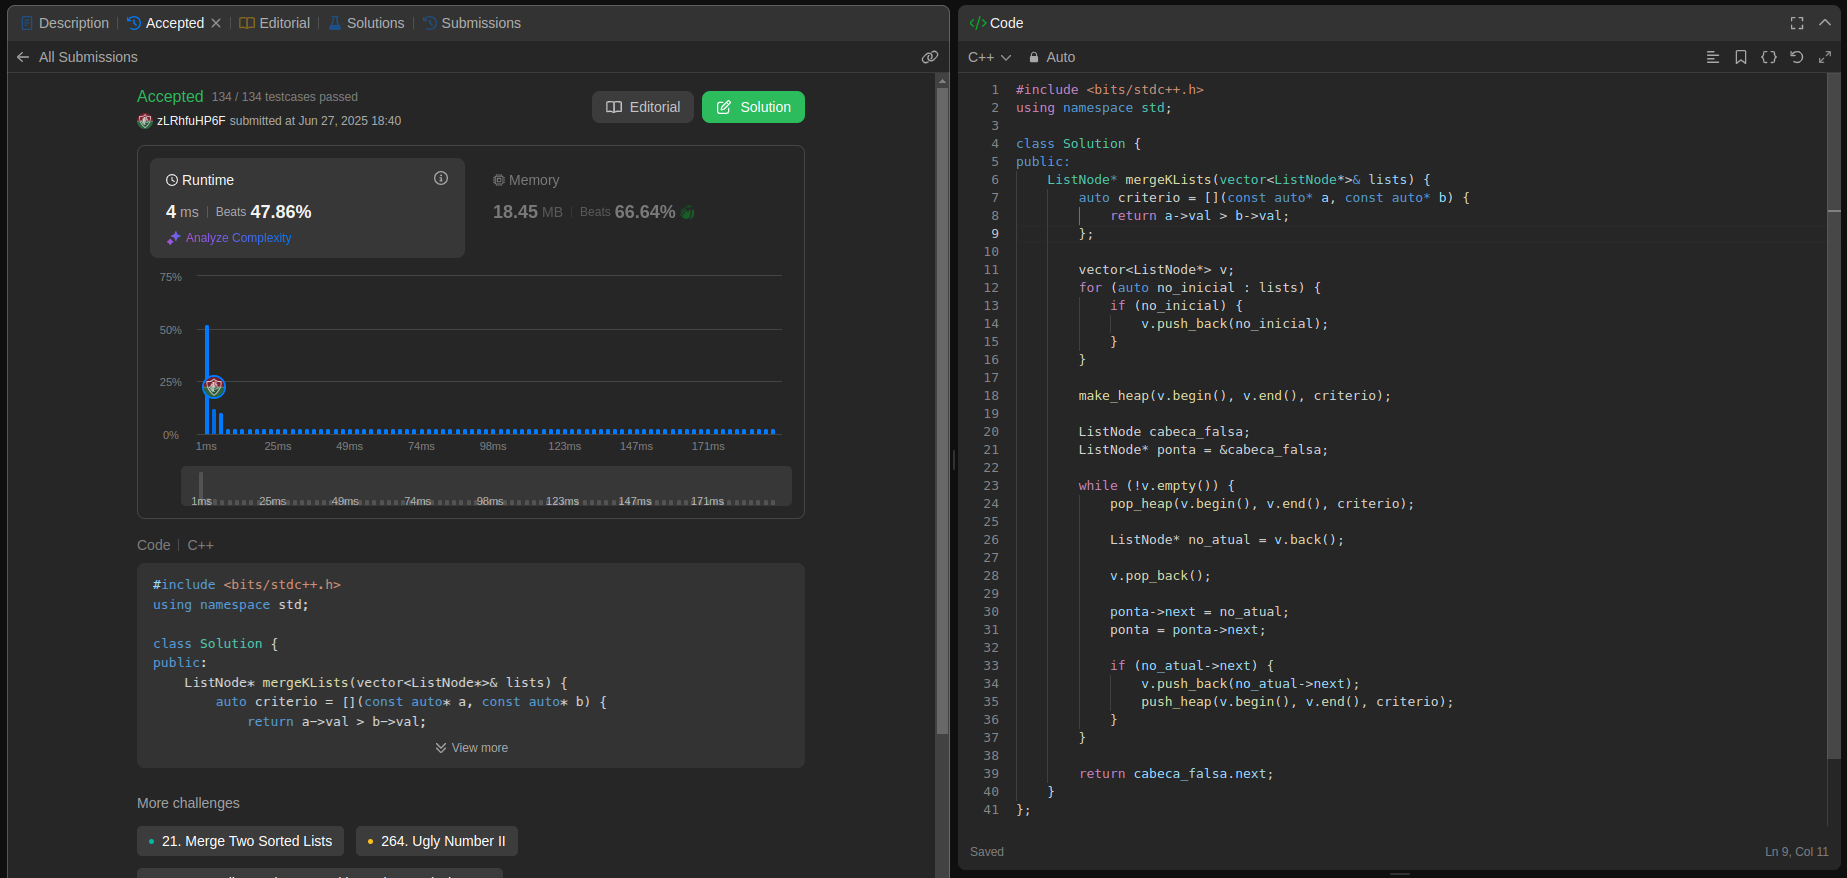 Description | Accepted | Editorial | Solutions | Submissions
All Submissions
Accepted 134 / 134 testcases passed
zLRhfuHP6F submitted at Jun 27, 2025 18:40
Editorial
Solution
Runtime
4 ms | Beats 47.86%
Analyze Complexity
Memory
18.45 MB | Beats 66.64%
75%
50%
25%
0%
1ms 25ms 49ms 74ms 98ms 123ms 147ms 171ms
1ms 25ms 49ms 74ms 98ms 123ms 147ms 171ms
Code | C++
#include <bits/stdc++.h>
using namespace std;
class Solution {
public:
    ListNode* mergeKLists(vector<ListNode*>& lists) {
        auto criterio = [](const auto* a, const auto* b) {
            return a->val > b->val;
View more
More challenges
21. Merge Two Sorted Lists
264. Ugly Number II
</> Code
C++
Auto
1 #include <bits/stdc++.h>
2 using namespace std;
3
4 class Solution {
5 public:
6     ListNode* mergeKLists(vector<ListNode*>& lists) {
7         auto criterio = [](const auto* a, const auto* b) {
8             return a->val > b->val;
9         };
10
11         vector<ListNode*> v;
12         for (auto no_inicial : lists) {
13             if (no_inicial) {
14                 v.push_back(no_inicial);
15             }
16         }
17
18         make_heap(v.begin(), v.end(), criterio);
19
20         ListNode cabeca_falsa;
21         ListNode* ponta = &cabeca_falsa;
22
23         while (!v.empty()) {
24             pop_heap(v.begin(), v.end(), criterio);
25
26             ListNode* no_atual = v.back();
27
28             v.pop_back();
29
30             ponta->next = no_atual;
31             ponta = ponta->next;
32
33             if (no_atual->next) {
34                 v.push_back(no_atual->next);
35                 push_heap(v.begin(), v.end(), criterio);
36             }
37         }
38
39         return cabeca_falsa.next;
40     }
41 };
Saved
Ln 9, Col 11